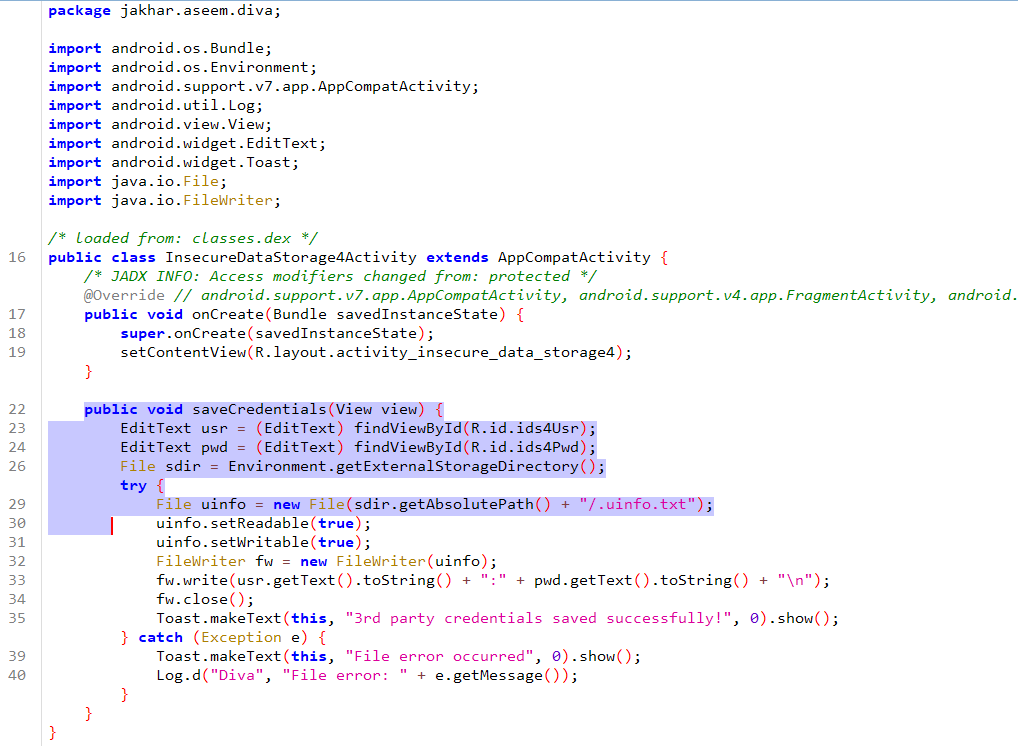 package jakhar.aseem.diva;
import android.os.Bundle;
import android.os.Environment;
import android.support.v7.app.AppCompatActivity;
import android.util.Log;
import android.view.View;
import android.widget.EditText;
import android.widget.Toast;
import java.io.File;
import java.io.FileWriter;
/* loaded from: classes.dex */
16 public class InsecureDataStorage4Activity extends AppCompatActivity {
/* JADX INFO: Access modifiers changed from: protected */
@Override // android.support.v7.app.AppCompatActivity, android.support.v4.app.FragmentActivity, android.
17 public void onCreate(Bundle savedInstanceState) {
18 super.onCreate(savedInstanceState);
19 setContentView(R.layout.activity_insecure_data_storage4);
}
22 public void saveCredentials(View view) {
23 EditText usr = (EditText) findViewById(R.id.ids4Usr);
24 EditText pwd = (EditText) findViewById(R.id.ids4Pwd);
26 File sdir = Environment.getExternalStorageDirectory();
try {
29 File uinfo = new File(sdir.getAbsolutePath() + "/.uinfo.txt");
30 uinfo.setReadable(true);
31 uinfo.setWritable(true);
32 FileWriter fw = new FileWriter(uinfo);
33 fw.write(usr.getText().toString() + ":" + pwd.getText().toString() + "\n");
34 fw.close();
35 Toast.makeText(this, "3rd party credentials saved successfully!", 0).show();
} catch (Exception e) {
39 Toast.makeText(this, "File error occurred", 0).show();
40 Log.d("Diva", "File error: " + e.getMessage());
}
}
}